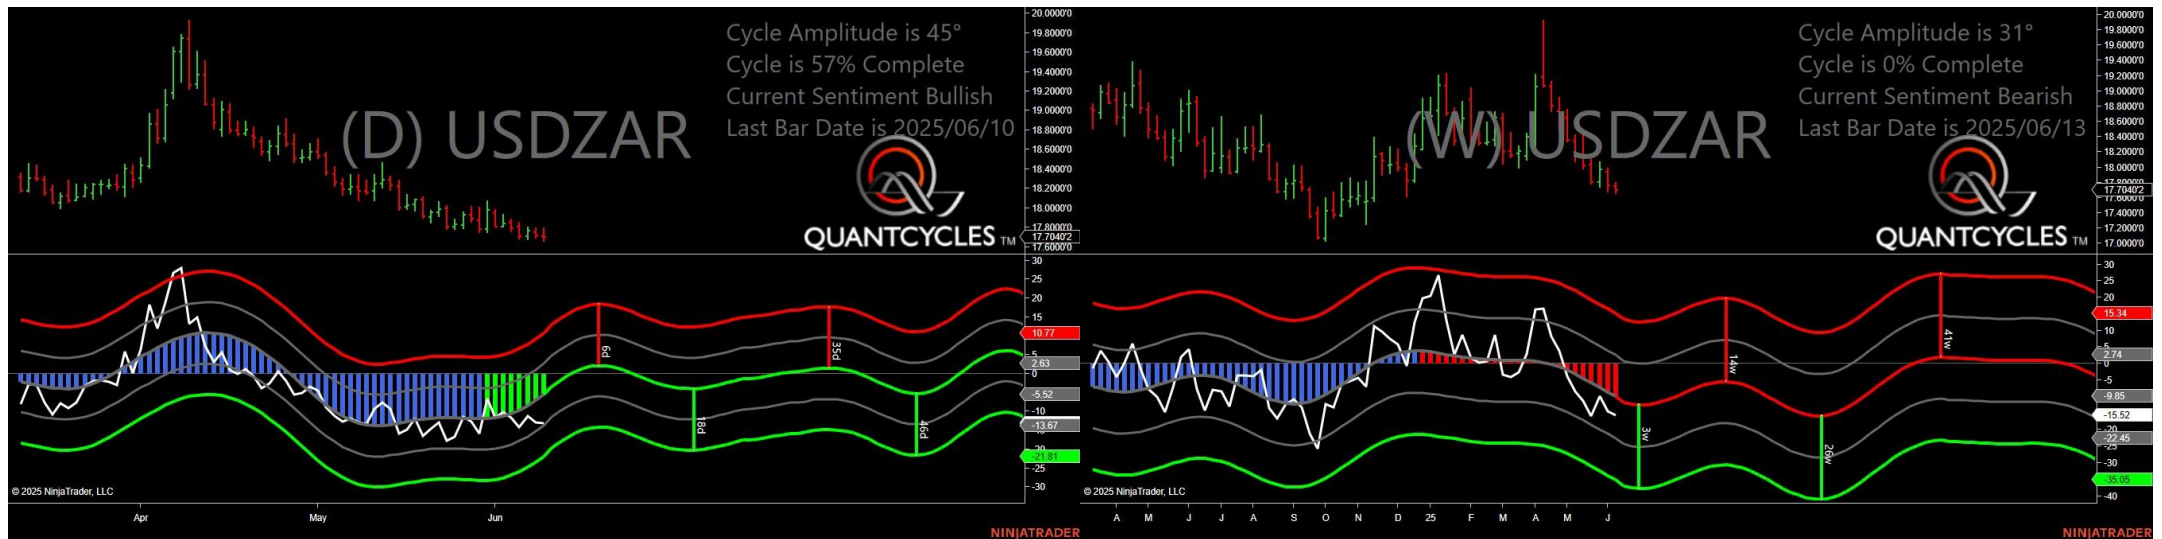 (D) USDZAR
Cycle Amplitude is 45°
Cycle is 57% Complete
Current Sentiment Bullish
Last Bar Date is 2025/06/10
QUANTCYCLES ™
20.0000'0
19.8000'0
19.6000'0
19.4000'0
19.2000'0
19.0000'0
18.8000'0
18.6000'0
18.4000'0
18.2000'0
18.0000'0
17.8000'0
17.7040'2
17.6000'0
30
25
20
15
10.77
5
2.63
0
-5.52
-10
-13.67
-21.81
-25
-30
6d
18d
35d
46d
© 2025 NinjaTrader, LLC
Apr
May
Jun
NINJATRADER
(W) USDZAR
Cycle Amplitude is 31°
Cycle is 0% Complete
Current Sentiment Bearish
Last Bar Date is 2025/06/13
QUANTCYCLES ™
20.0000'0
19.8000'0
19.6000'0
19.4000'0
19.2000'0
19.0000'0
18.8000'0
18.6000'0
18.4000'0
18.2000'0
18.0000'0
17.7040'2
17.6000'0
17.4000'0
17.2000'0
17.0000'0
30
25
20
15.34
10
2.74
0
-5
-9.85
-15.52
-22.45
-25
-30
-35.05
-40
3w
14w
26w
41w
© 2025 NinjaTrader, LLC
A M J J A S O N D 25 F M A M J
NINJATRADER